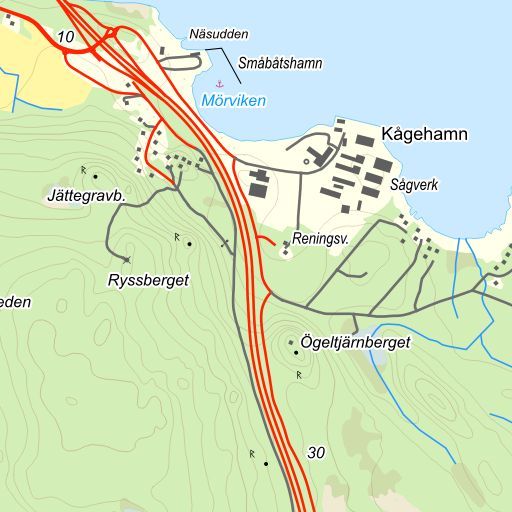 Näsudden
10
Småbåtshamn
Mörviken
Kågehamn
Sågverk
Jättegravb.
Reningsv.
Ryssberget
eden
Ögeltjärnberget
30